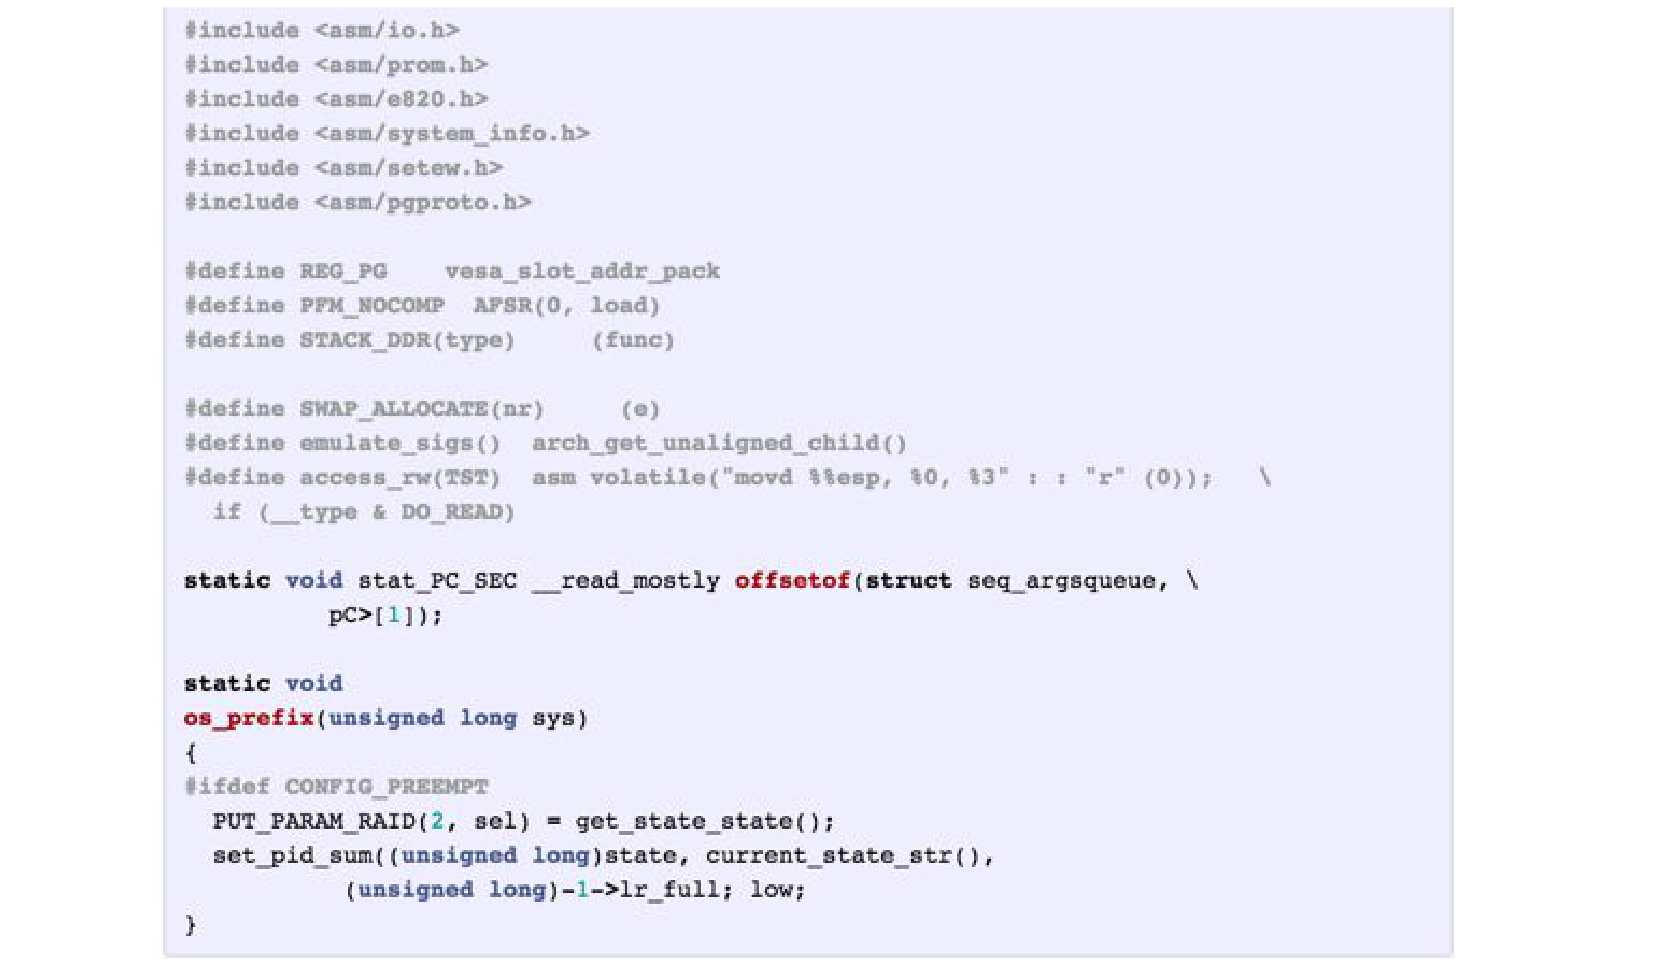 #include <asm/io.h>
#include <asm/prom.h>
#include <asm/e820.h>
#include <asm/system_info.h>
#include <asm/setew.h>
#include <asm/pgproto.h>
#define REG_PG    vesa_slot_addr_pack
#define PFM_NOCOMP  AFSR(0, load)
#define STACK_DDR(type)     (func)
#define SWAP_ALLOCATE(nr)     (e)
#define emulate_sigs()  arch_get_unaligned_child()
#define access_rw(TST)  asm volatile("movd %%esp, %0, %3" : : "r" (0));   \
  if (__type & DO_READ)
static void stat_PC_SEC __read_mostly offsetof(struct seq_argsqueue, \
          pC>[1]);
static void
os_prefix(unsigned long sys)
{
#ifdef CONFIG_PREEMPT
  PUT_PARAM_RAID(2, sel) = get_state_state();
  set_pid_sum((unsigned long)state, current_state_str(),
           (unsigned long)-1->lr_full; low;
}